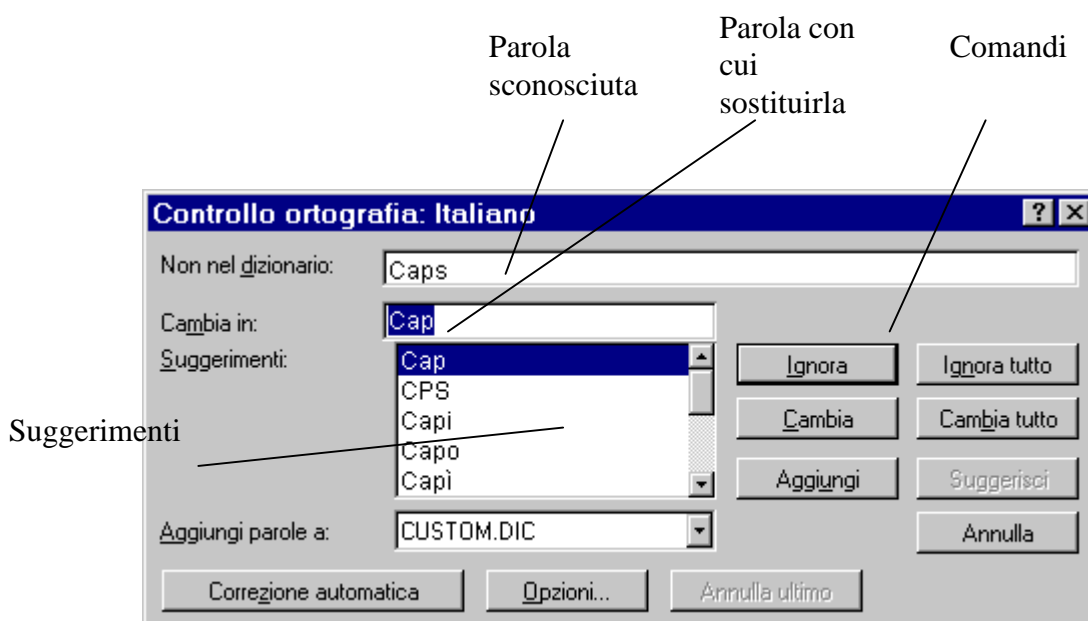 Parola
sconosciuta
Parola con
cui
sostituirla
Comandi
Controllo ortografia: Italiano
Non nel dizionario:
Caps
Cambia in:
Cap
Suggerimenti:
Cap
CPS
Capi
Capo
Capì
Ignora
Ignora tutto
Cambia
Cambia tutto
Aggiungi
Suggerisci
Suggerimenti
Aggiungi parole a:
CUSTOM.DIC
Annulla
Correzione automatica
Opzioni...
Annulla ultimo